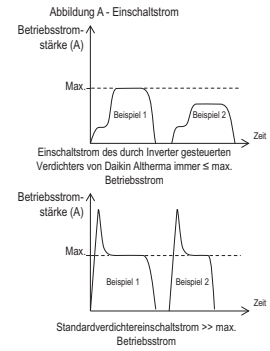 Abbildung A - Einschaltstrom
Betriebsstrom-
stärke (A)
Max.
Beispiel 1
Beispiel 2
Zeit
Einschaltstrom des durch Inverter gesteuerten
Verdichters von Daikin Altherma immer ≤ max.
Betriebsstrom
Betriebsstrom-
stärke (A)
Max.
Beispiel 1
Beispiel 2
Zeit
Standardverdichtereinschaltstrom >> max.
Betriebsstrom